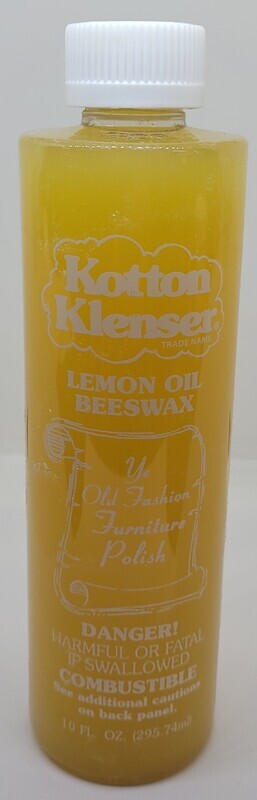 Kotton
Klenser®
TRADE NAME
LEMON OIL
BEESWAX
Ye
Old Fashion
Furniture
Polish
DANGER!
HARMFUL OR FATAL
IF SWALLOWED
COMBUSTIBLE
See additional cautions
on back panel.
10 FL. OZ. (295.74ml)